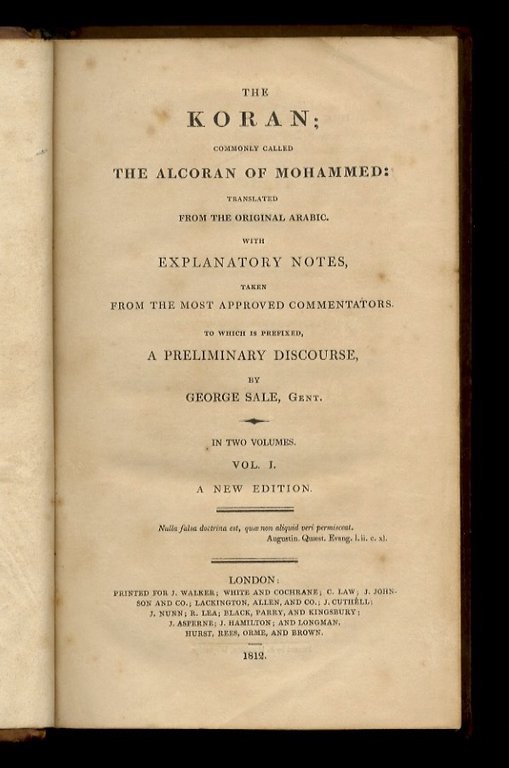 THE
KORAN;
COMMONLY CALLED
THE ALCORAN OF MOHAMMED:
TRANSLATED
FROM THE ORIGINAL ARABIC.
WITH
EXPLANATORY NOTES,
TAKEN
FROM THE MOST APPROVED COMMENTATORS.
TO WHICH IS PREFIXED,
A PRELIMINARY DISCOURSE,
BY
GEORGE SALE, GENT.
IN TWO VOLUMES.
VOL. I.
A NEW EDITION.
Nulla falsa doctrina est, quæ non aliquid veri permisceat.
Augustin. Quæst. Evang. l. ii. c. xl.
LONDON:
PRINTED FOR J. WALKER; WHITE AND COCHRANE; C. LAW; J. JOHN-
SON AND CO.; LACKINGTON, ALLEN, AND CO.; J. CUTHELL;
J. NUNN; R. LEA; BLACK, PARRY, AND KINGSBURY;
J. ASPERNE; J. HAMILTON; AND LONGMAN,
HURST, REES, ORME, AND BROWN.
1812.